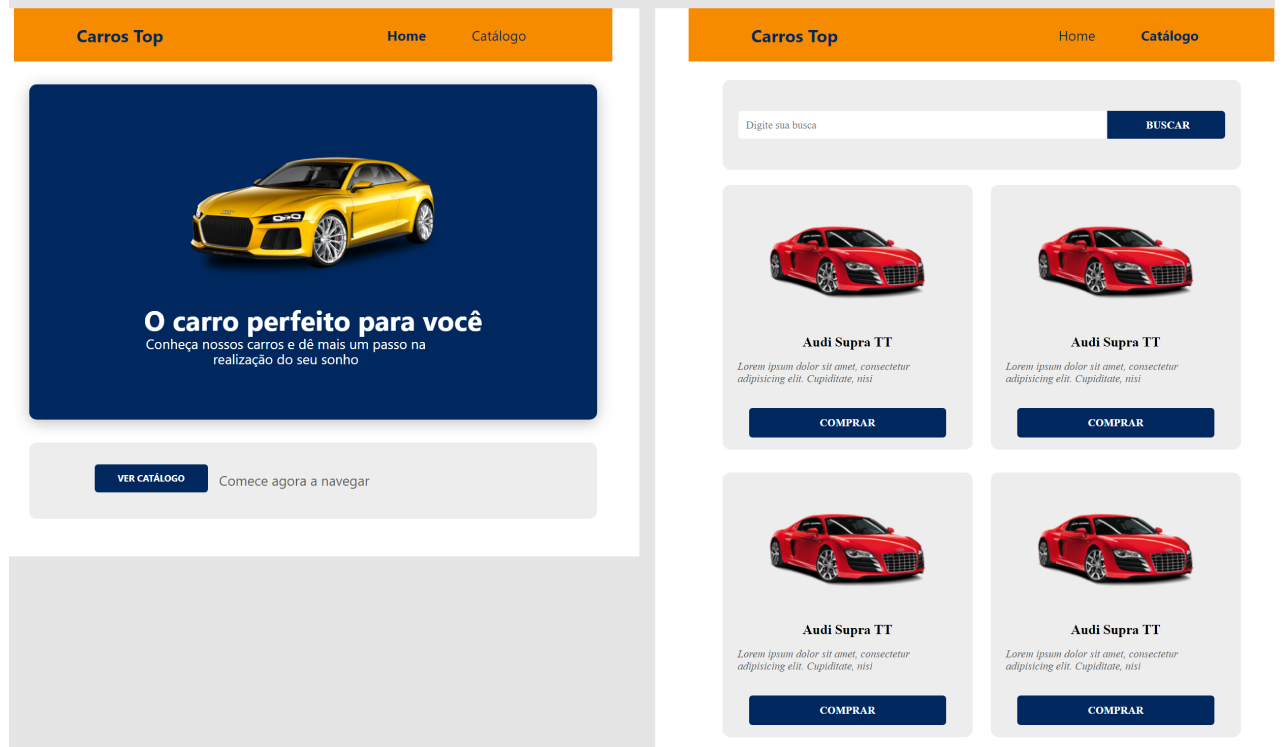 Carros Top
Home
Catálogo
O carro perfeito para você
Conheça nossos carros e dê mais um passo na
realização do seu sonho
VER CATÁLOGO
Comece agora a navegar
Carros Top
Home
Catálogo
Digite sua busca
BUSCAR
Audi Supra TT
Lorem ipsum dolor sit amet, consectetur
adipisicing elit. Cupiditate, nisi
COMPRAR
Audi Supra TT
Lorem ipsum dolor sit amet, consectetur
adipisicing elit. Cupiditate, nisi
COMPRAR
Audi Supra TT
Lorem ipsum dolor sit amet, consectetur
adipisicing elit. Cupiditate, nisi
COMPRAR
Audi Supra TT
Lorem ipsum dolor sit amet, consectetur
adipisicing elit. Cupiditate, nisi
COMPRAR